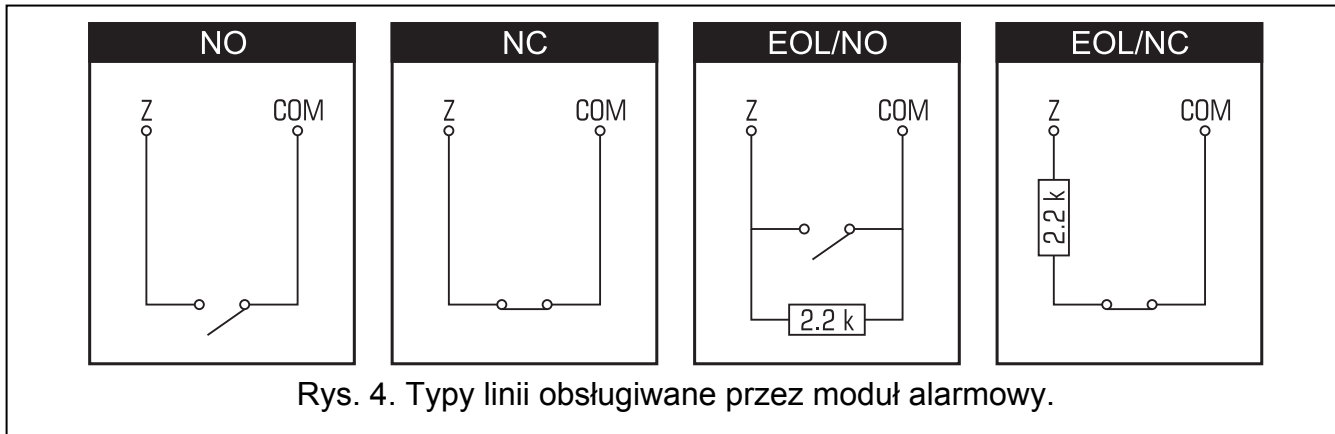 NO NC EOL/NO EOL/NC
Z COM Z COM Z COM Z COM
2.2 k
2.2 k
Rys. 4. Typy linii obsługiwane przez moduł alarmowy.